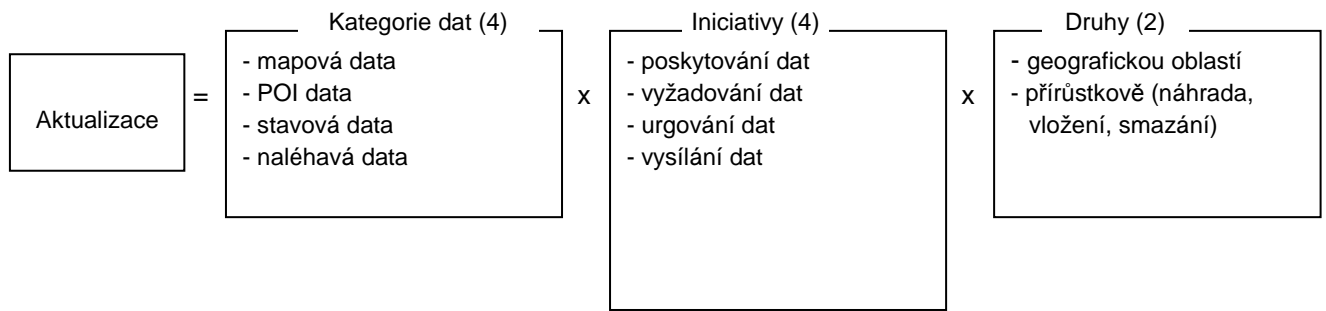 Aktualizace
=
Kategorie dat (4)
- mapová data
- POI data
- stavová data
- naléhavá data
x
Iniciativy (4)
- poskytování dat
- vyžadování dat
- urgování dat
- vysílání dat
x
Druhy (2)
- geografickou oblastí
- přírůstkově (náhrada,
vložení, smazání)